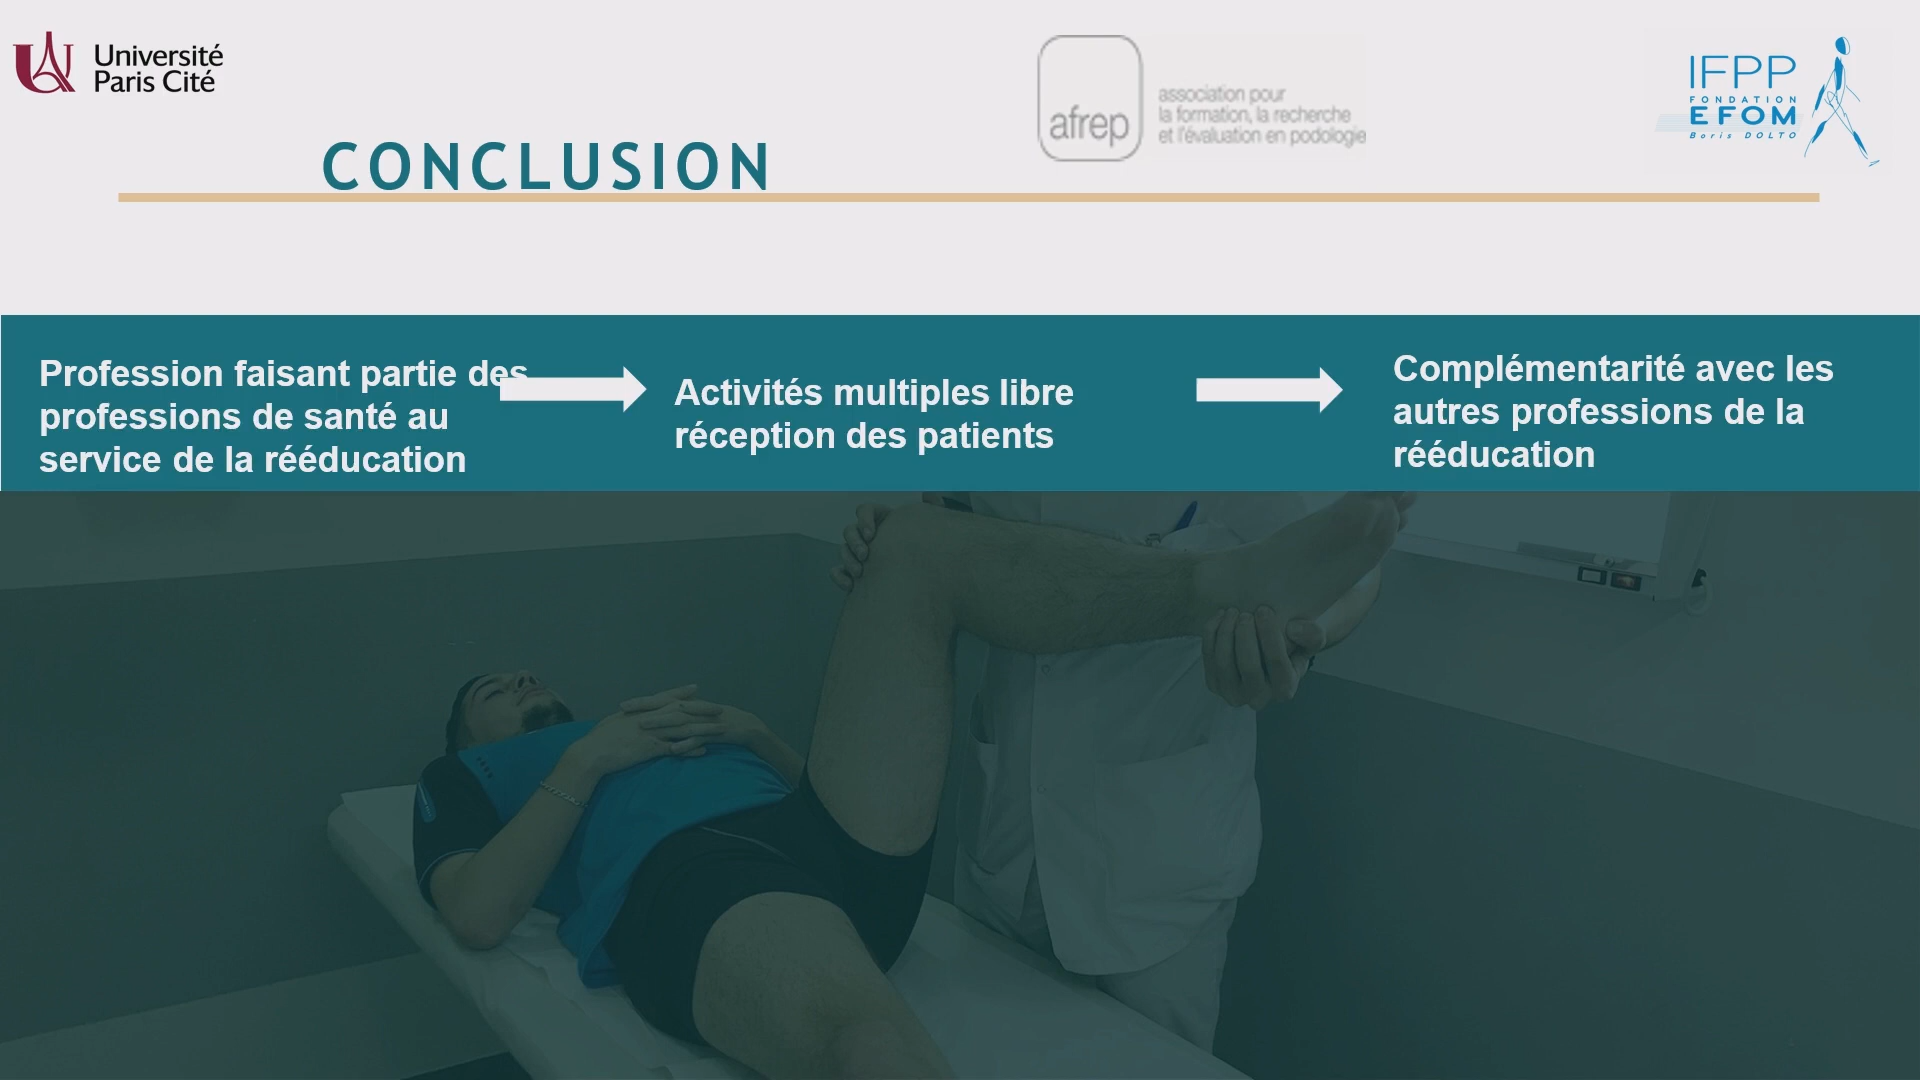 Université
Paris Cité
afrep
association pour
la formation, la recherche
et l'évaluation en podologie
IFPP
FONDATION
EFOM
Boris DOLTO
CONCLUSION
Profession faisant partie des
professions de santé au
service de la rééducation
Activités multiples libre
réception des patients
Complémentarité avec les
autres professions de la
rééducation